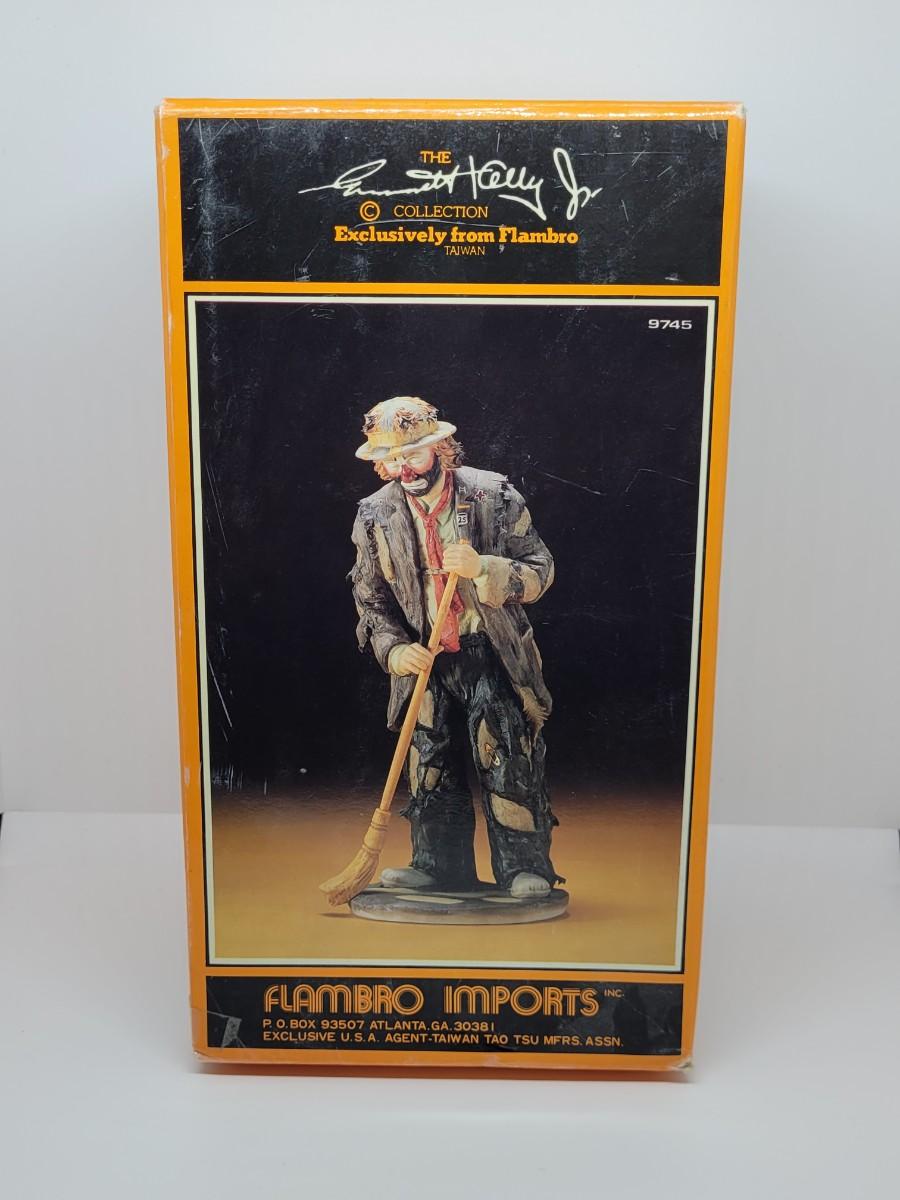 THE
Emmett Kelly Jr.
© COLLECTION
Exclusively from Flambro
TAIWAN
9745
FLAMBRO IMPORTS INC.
P.O.BOX 93507 ATLANTA.GA.30381
EXCLUSIVE U.S.A. AGENT-TAIWAN TAO TSU MFRS. ASSN.